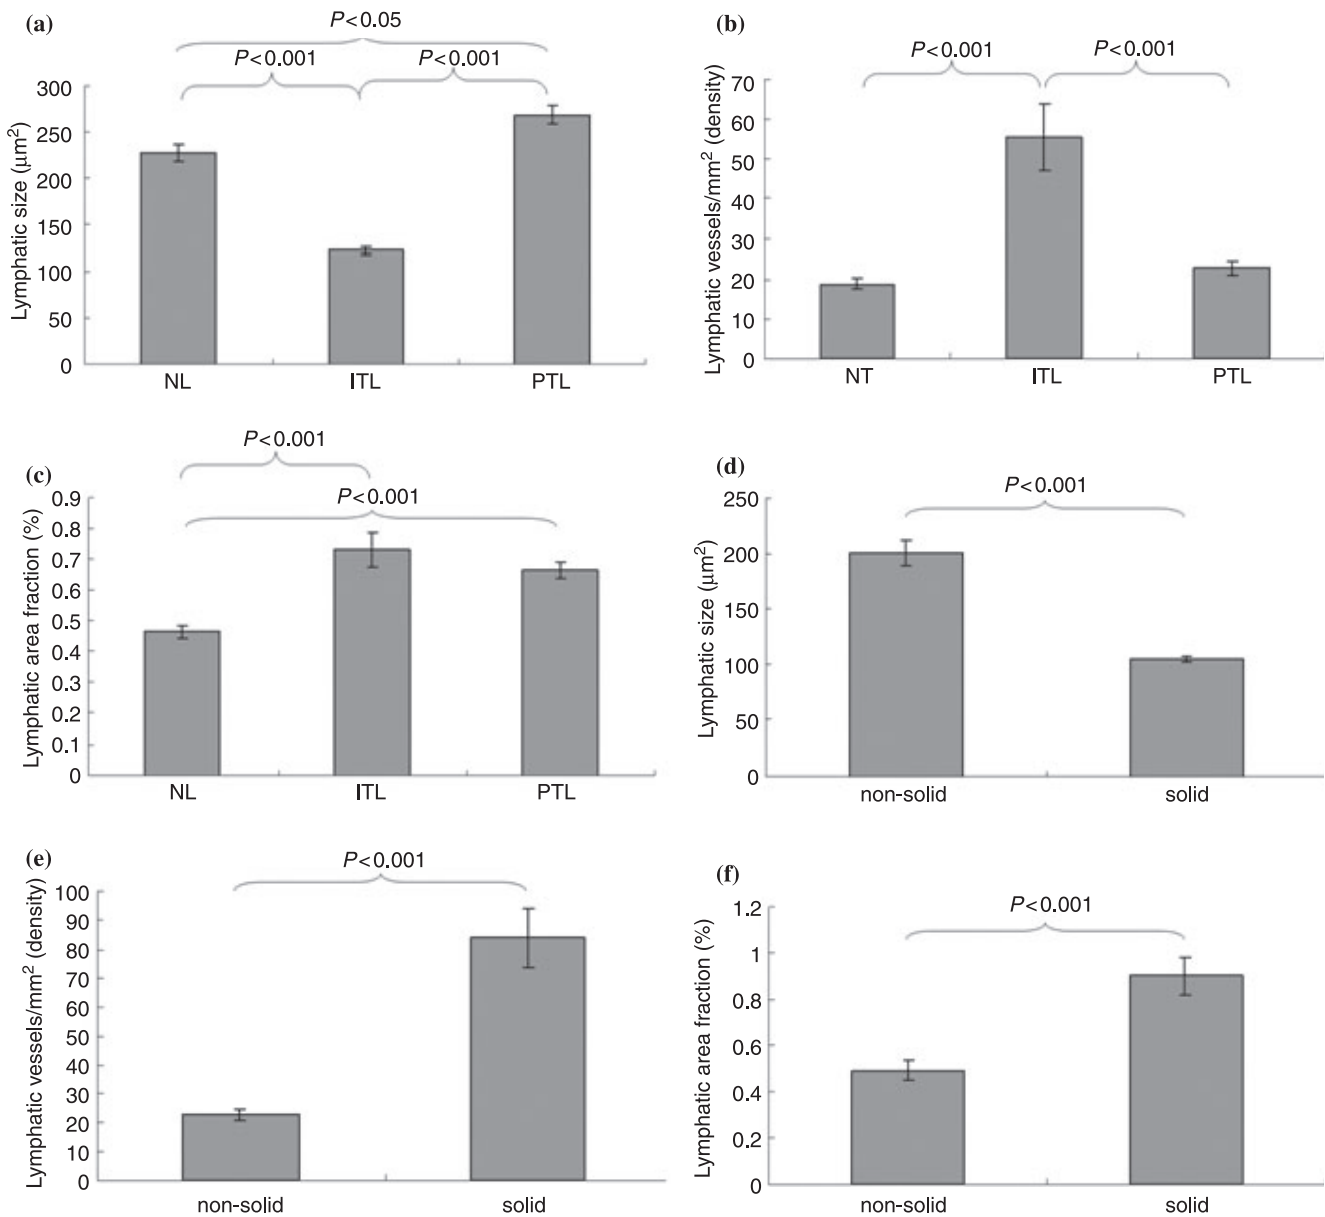 (a)
P<0.05
P<0.001 P<0.001
Lymphatic size (µm²)
300
250
200
150
100
50
0
NL ITL PTL
(b)
P<0.001 P<0.001
Lymphatic vessels/mm² (density)
70
60
50
40
30
20
10
0
NT ITL PTL
(c)
P<0.001
P<0.001
Lymphatic area fraction (%)
0.9
0.8
0.7
0.6
0.5
0.4
0.3
0.2
0.1
0
NL ITL PTL
(d)
P<0.001
Lymphatic size (µm²)
250
200
150
100
50
0
non-solid solid
(e)
P<0.001
Lymphatic vessels/mm² (density)
100
90
80
70
60
50
40
30
20
10
0
non-solid solid
(f)
P<0.001
Lymphatic area fraction (%)
1.2
1
0.8
0.6
0.4
0.2
0
non-solid solid